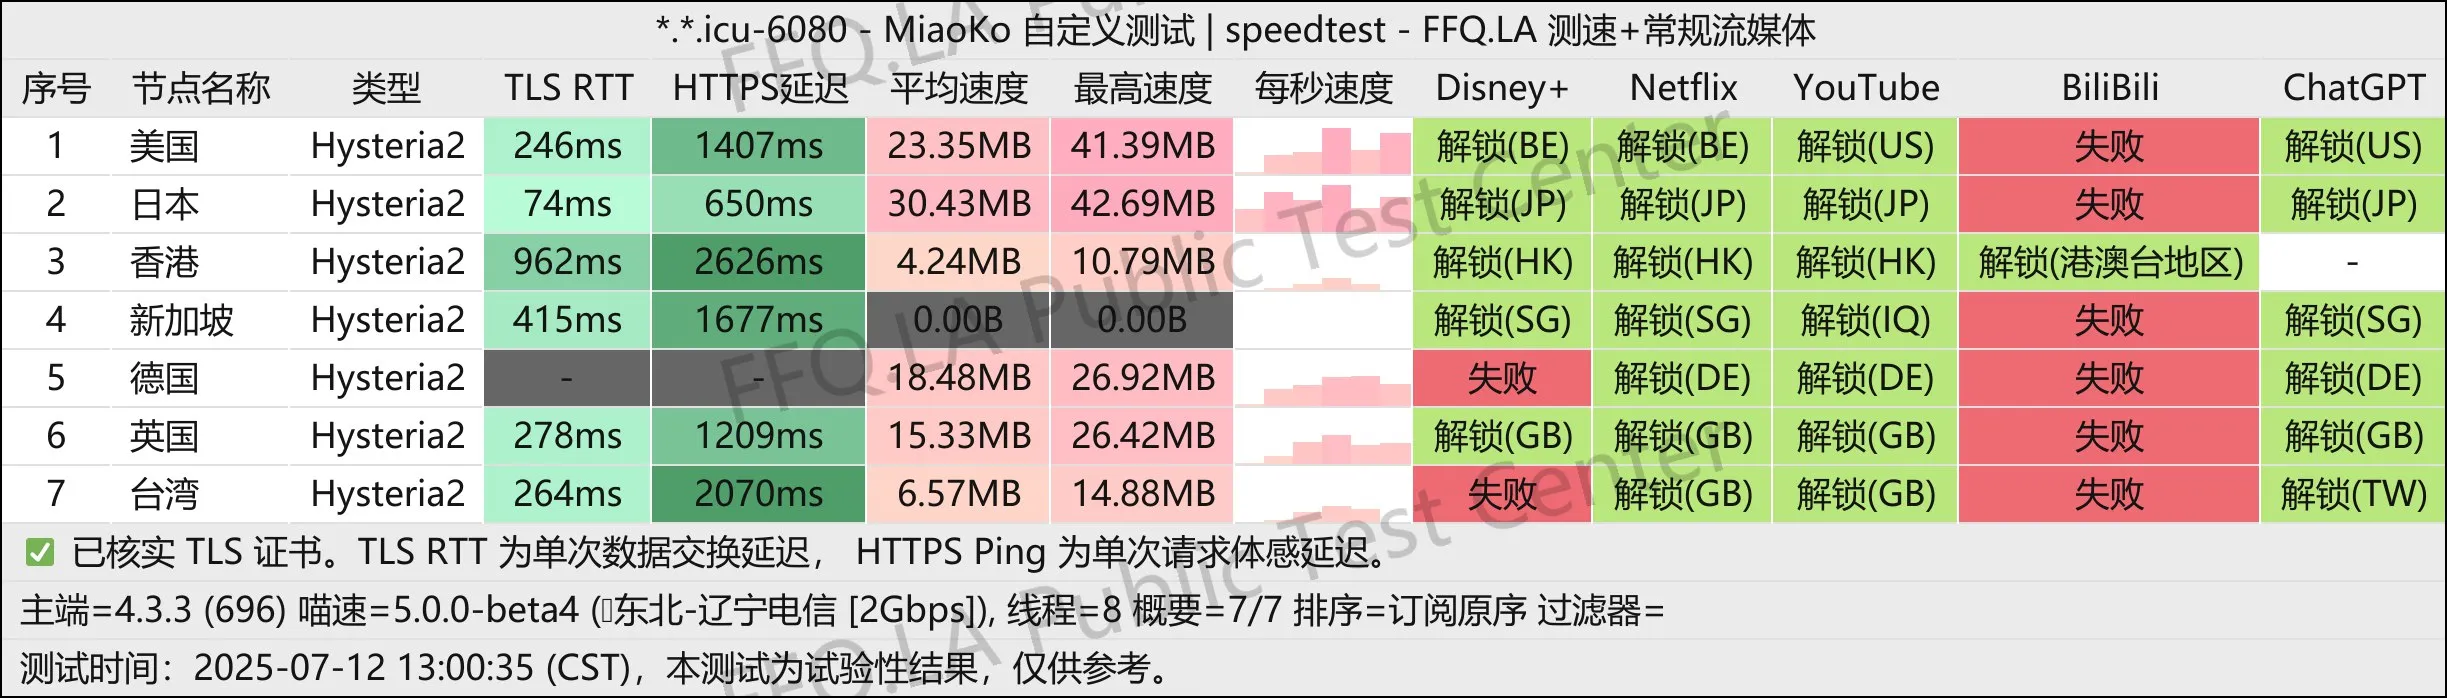 *.*.icu-6080 - MiaoKo 自定义测试 | speedtest - FFQ.LA 测速+常规流媒体
序号 节点名称 类型 TLS RTT HTTPS延迟 平均速度 最高速度 每秒速度 Disney+ Netflix YouTube BiliBili ChatGPT
1 美国 Hysteria2 246ms 1407ms 23.35MB 41.39MB 解锁(BE) 解锁(BE) 解锁(US) 失败 解锁(US)
2 日本 Hysteria2 74ms 650ms 30.43MB 42.69MB 解锁(JP) 解锁(JP) 解锁(JP) 失败 解锁(JP)
3 香港 Hysteria2 962ms 2626ms 4.24MB 10.79MB 解锁(HK) 解锁(HK) 解锁(HK) 解锁(港澳台地区) -
4 新加坡 Hysteria2 415ms 1677ms 0.00B 0.00B 解锁(SG) 解锁(SG) 解锁(IQ) 失败 解锁(SG)
5 德国 Hysteria2 - - 18.48MB 26.92MB 失败 解锁(DE) 解锁(DE) 失败 解锁(DE)
6 英国 Hysteria2 278ms 1209ms 15.33MB 26.42MB 解锁(GB) 解锁(GB) 解锁(GB) 失败 解锁(GB)
7 台湾 Hysteria2 264ms 2070ms 6.57MB 14.88MB 失败 解锁(GB) 解锁(GB) 失败 解锁(TW)
✅ 已核实 TLS 证书。TLS RTT 为单次数据交换延迟， HTTPS Ping 为单次请求体感延迟。
主端=4.3.3 (696) 喵速=5.0.0-beta4 (▯东北-辽宁电信 [2Gbps]), 线程=8 概要=7/7 排序=订阅原序 过滤器=
测试时间：2025-07-12 13:00:35 (CST)，本测试为试验性结果，仅供参考。
FFQ.LA Public Test Center
FFQ.LA Public Test Center
FFQ.LA Public Test Center